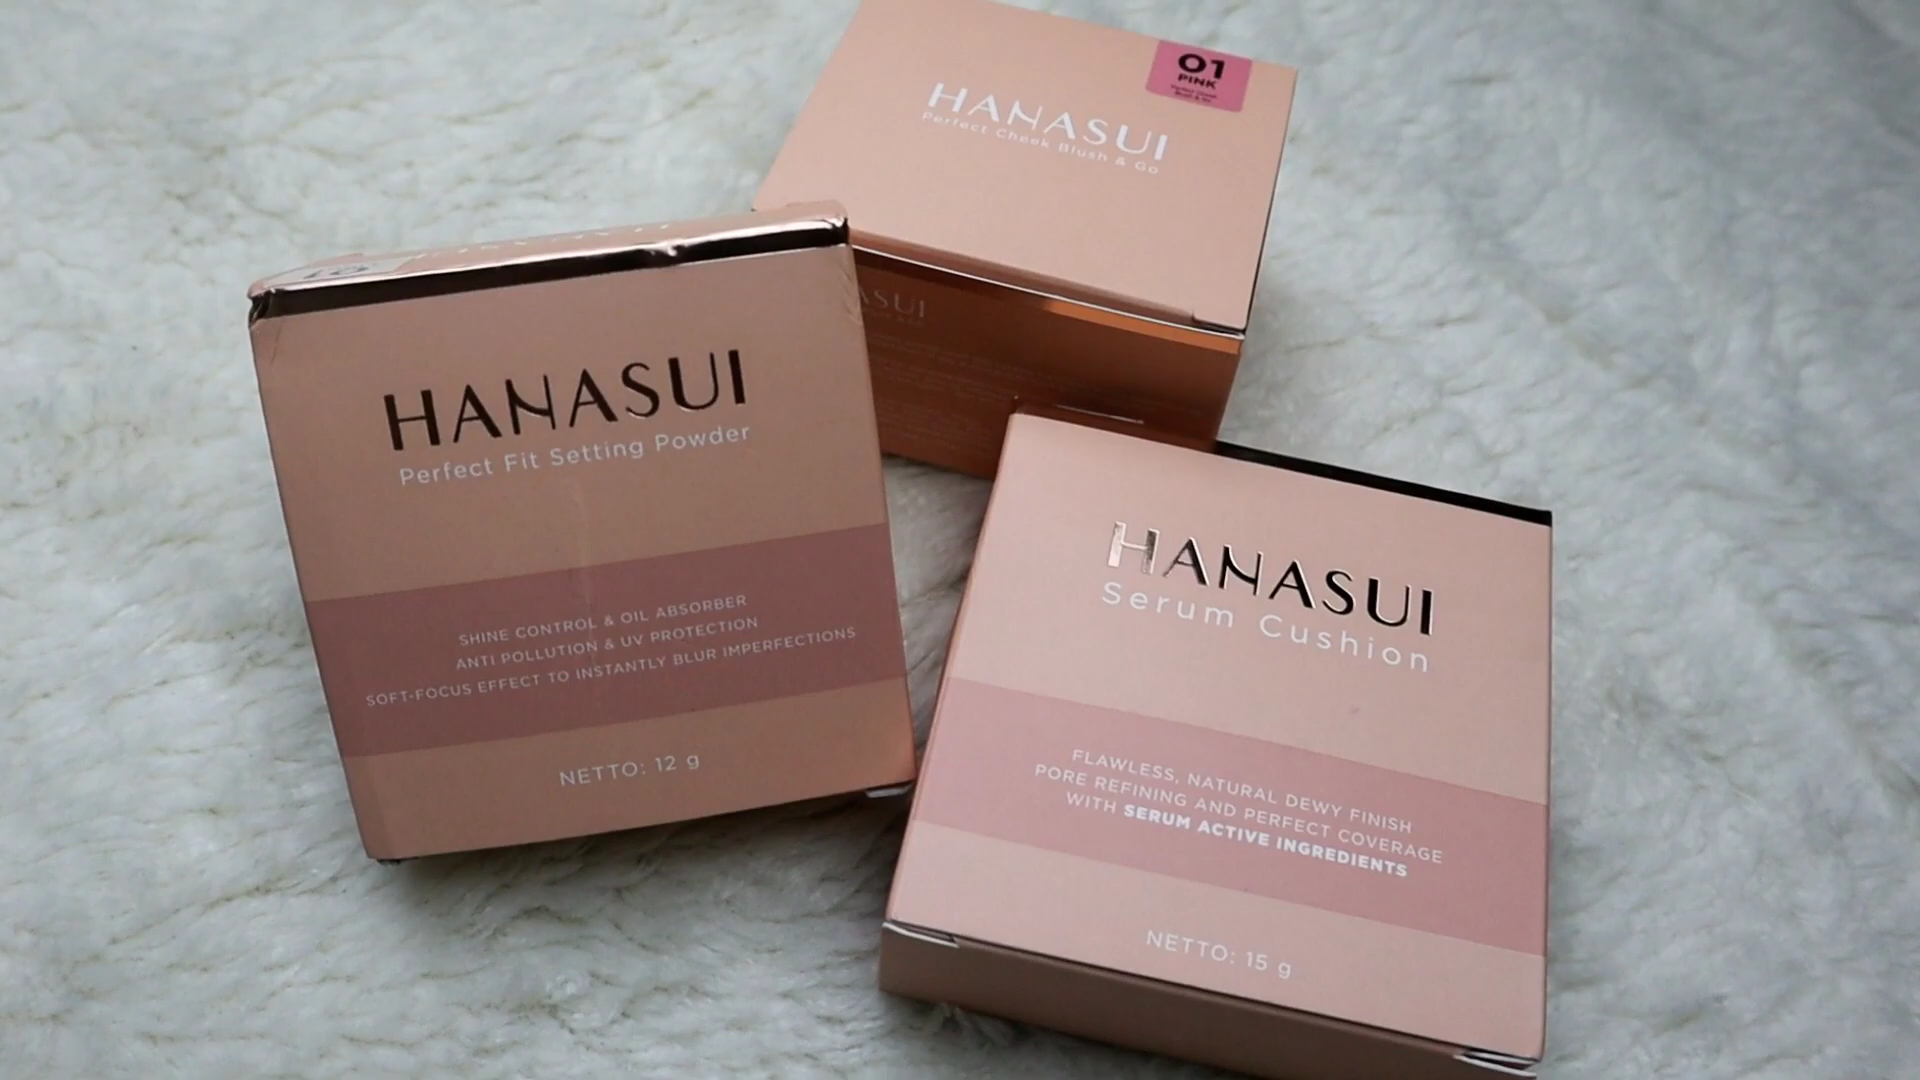 HANASUI
Perfect Cheek Blush & Go
01
PINK
HANASUI
Perfect Fit Setting Powder
SHINE CONTROL & OIL ABSORBER
ANTI POLLUTION & UV PROTECTION
SOFT-FOCUS EFFECT TO INSTANTLY BLUR IMPERFECTIONS
NETTO: 12 g
01
HANASUI
Serum Cushion
FLAWLESS, NATURAL DEWY FINISH
PORE REFINING AND PERFECT COVERAGE
WITH SERUM ACTIVE INGREDIENTS
NETTO: 15 g